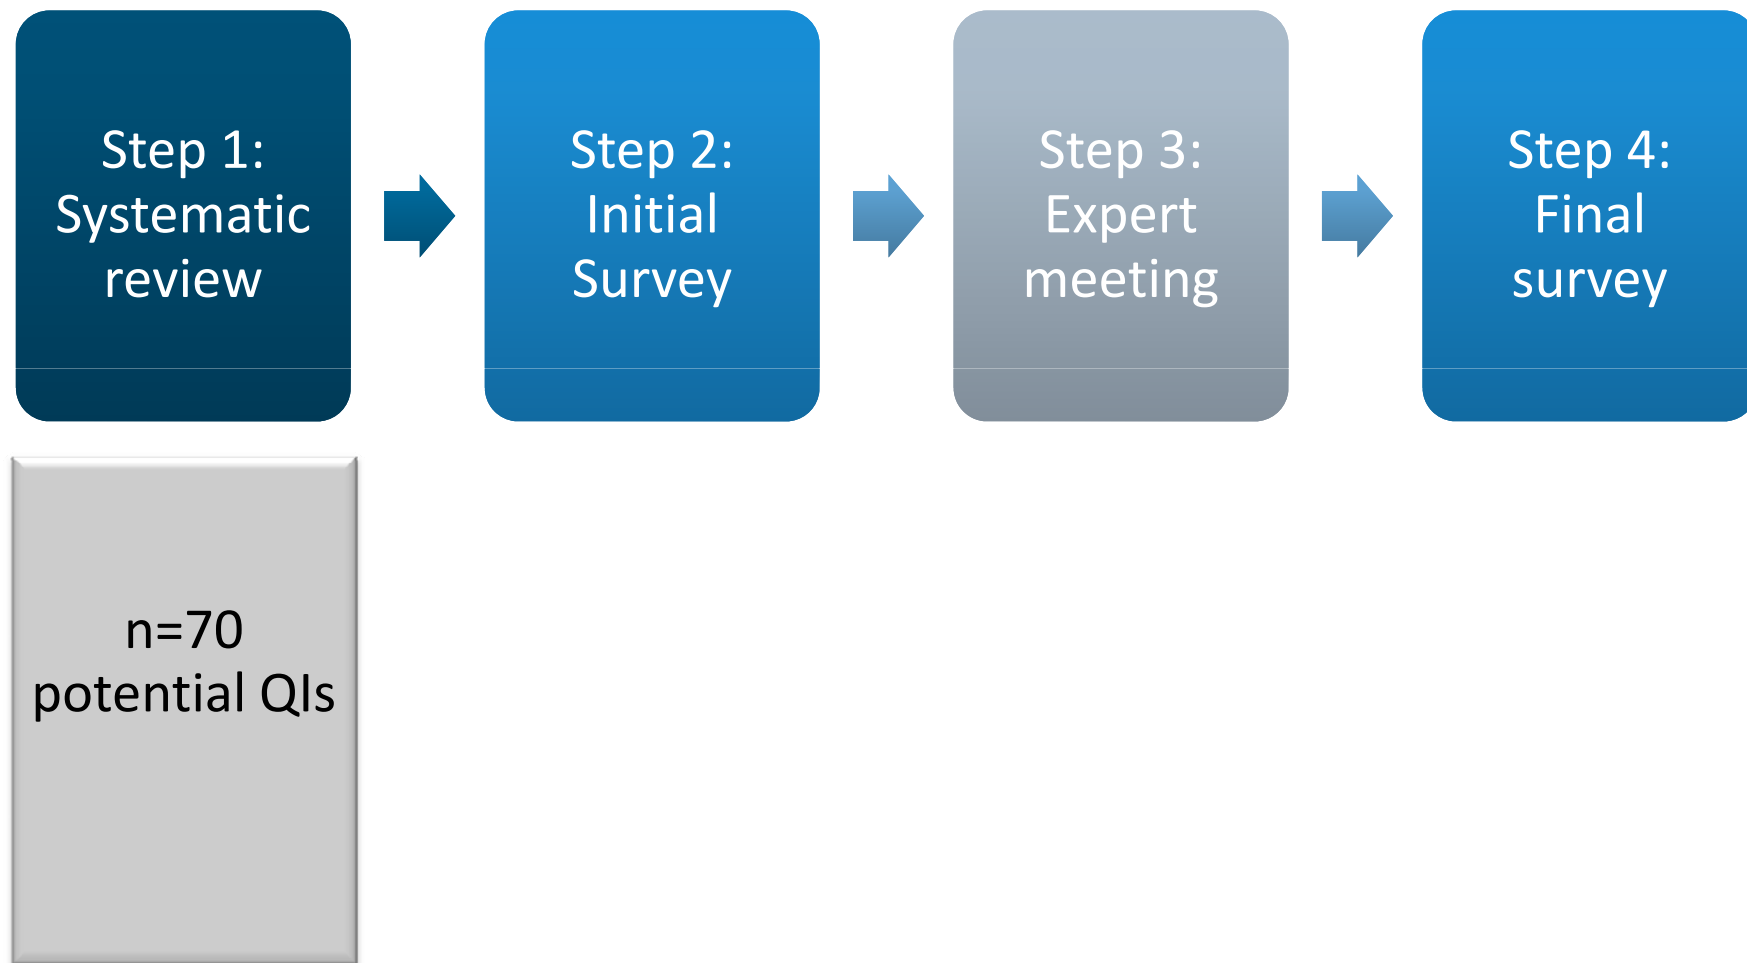 Step 1:
Systematic
review
Step 2:
Initial
Survey
Step 3:
Expert
meeting
Step 4:
Final
survey
n=70
potential QIs